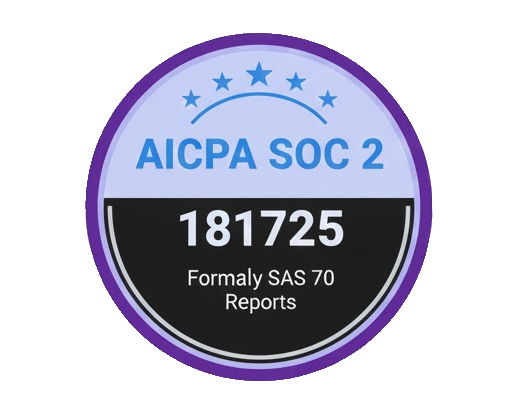 AICPA SOC 2
181725
Formaly SAS 70
Reports